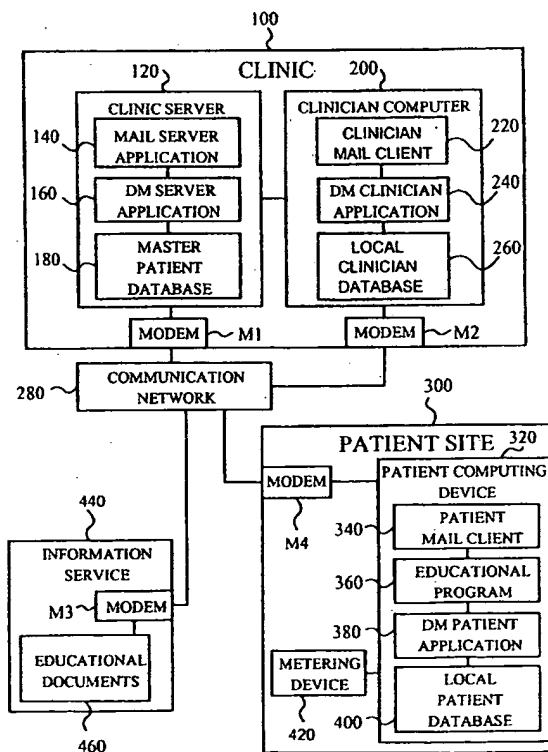 100
CLINIC
120
200
CLINIC SERVER
CLINICIAN COMPUTER
140
MAIL SERVER
APPLICATION
CLINICIAN
MAIL CLIENT
220
160
DM SERVER
APPLICATION
DM CLINICIAN
APPLICATION
240
180
MASTER
PATIENT
DATABASE
LOCAL
CLINICIAN
DATABASE
260
MODEM
M1
MODEM
M2
280
COMMUNICATION
NETWORK
300
PATIENT SITE
320
MODEM
M4
PATIENT COMPUTING
DEVICE
340
PATIENT
MAIL CLIENT
360
EDUCATIONAL
PROGRAM
380
DM PATIENT
APPLICATION
METERING
DEVICE
420
400
LOCAL
PATIENT
DATABASE
440
INFORMATION
SERVICE
M3
MODEM
EDUCATIONAL
DOCUMENTS
460